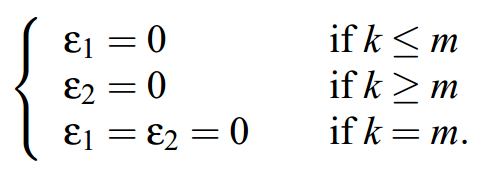 ε₁ = 0 if k ≤ m
ε₂ = 0 if k ≥ m
ε₁ = ε₂ = 0 if k = m.